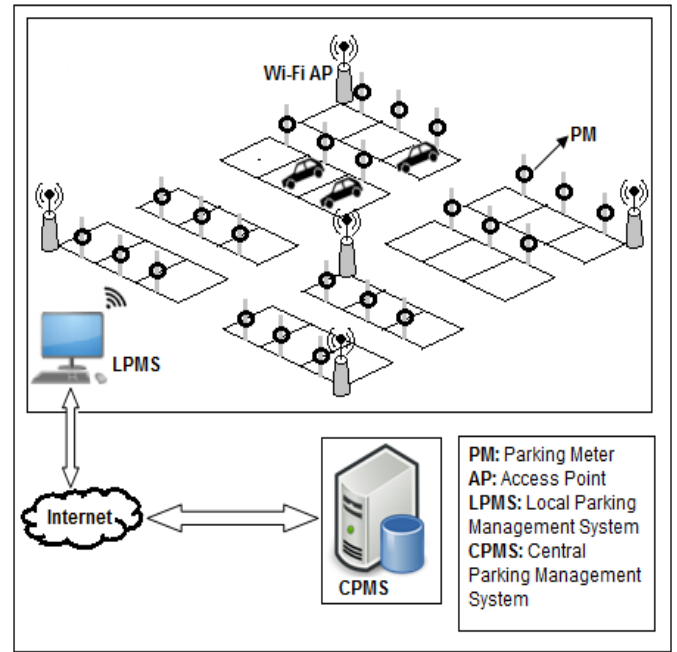 Wi-Fi AP
PM
LPMS
Internet
CPMS
PM: Parking Meter
AP: Access Point
LPMS: Local Parking
Management System
CPMS: Central
Parking Management
System